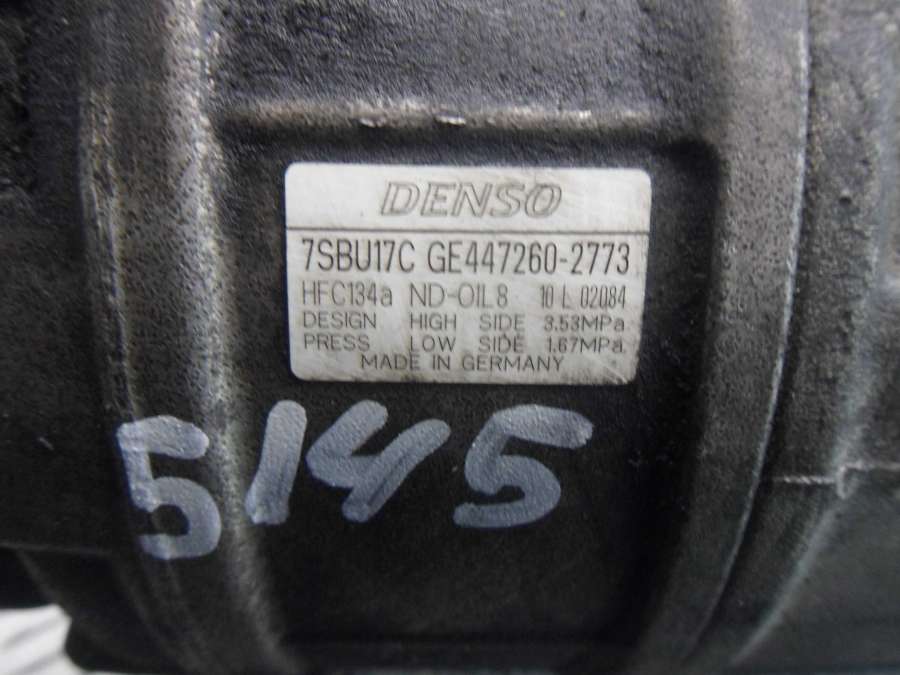 DENSO
7SBU17C GE447260-2773
HFC134a ND-OIL8 10 L 02084
DESIGN HIGH SIDE 3.53MPa
PRESS LOW SIDE 1.67MPa
MADE IN GERMANY
5145